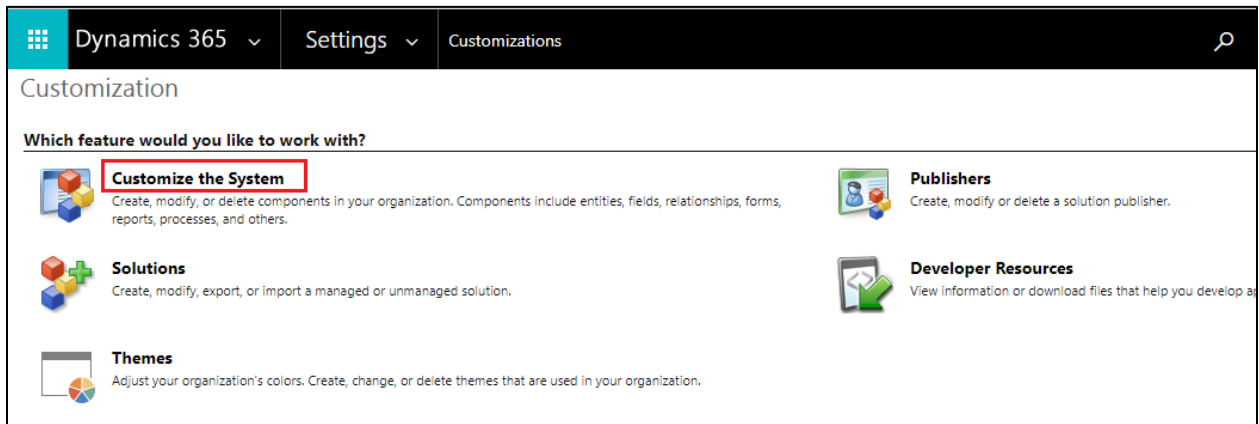 Dynamics 365 Settings Customizations
Customization
Which feature would you like to work with?
Customize the System
Create, modify, or delete components in your organization. Components include entities, fields, relationships, forms,
reports, processes, and others.
Publishers
Create, modify or delete a solution publisher.
Solutions
Create, modify, export, or import a managed or unmanaged solution.
Developer Resources
View information or download files that help you develop
Themes
Adjust your organization's colors. Create, change, or delete themes that are used in your organization.